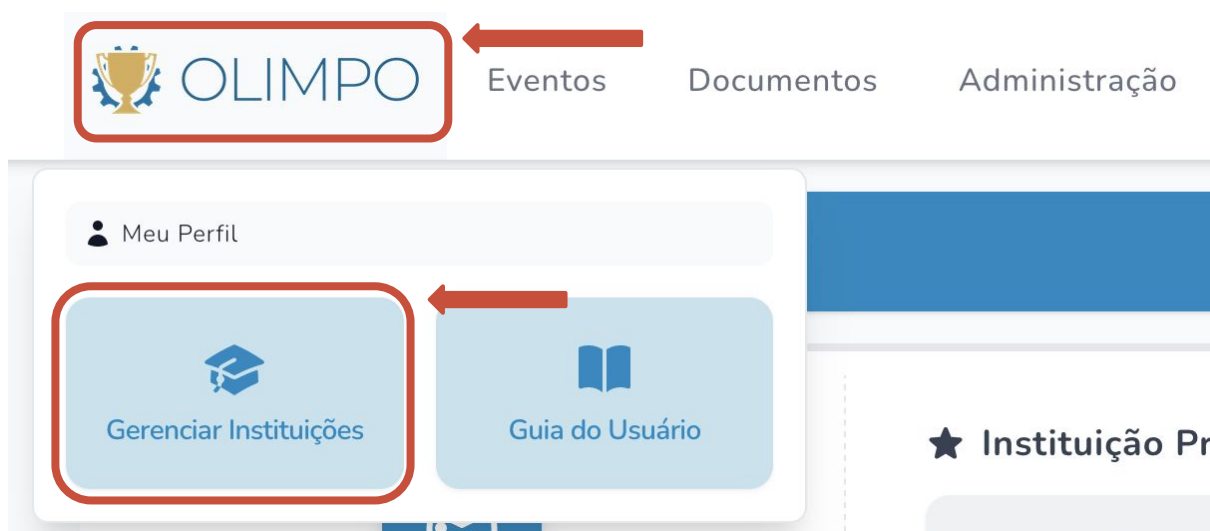 OLIMPO Eventos Documentos Administração
Meu Perfil
Gerenciar Instituições Guia do Usuário
Instituição Pr